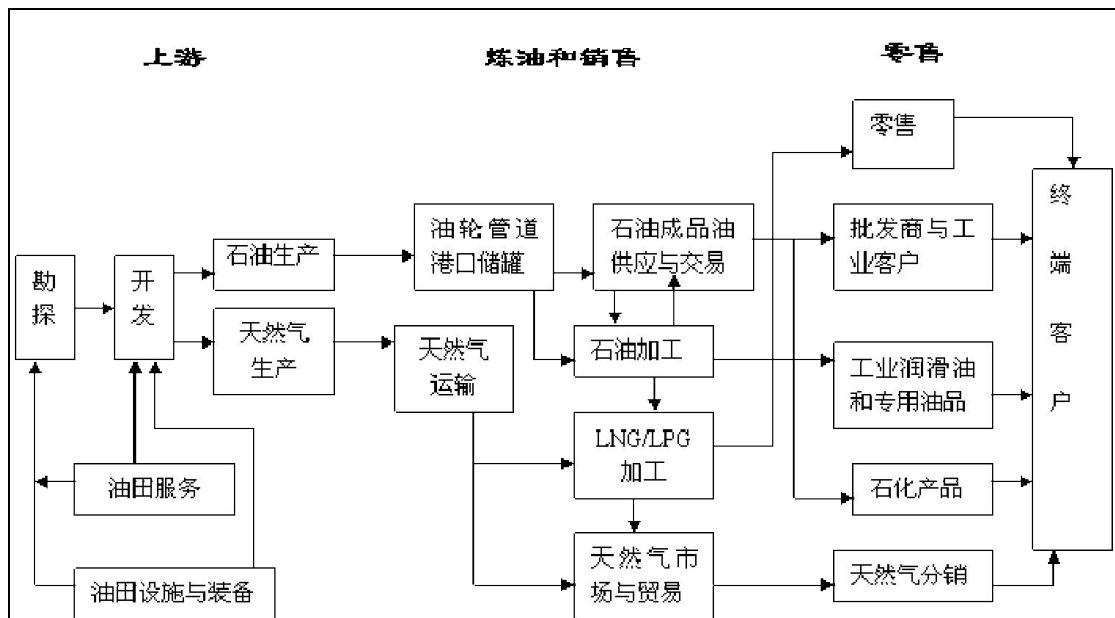 上游
炼油和销售
零售
零售
终
端
客
户
油轮管道
港口储罐
石油成品油
供应与交易
批发商与工
业客户
石油生产
勘
探
开
发
天然气
生产
天然气
运输
石油加工
工业润滑油
和专用油品
LNG/LPG
加工
油田服务
石化产品
天然气市
场与贸易
天然气分销
油田设施与装备